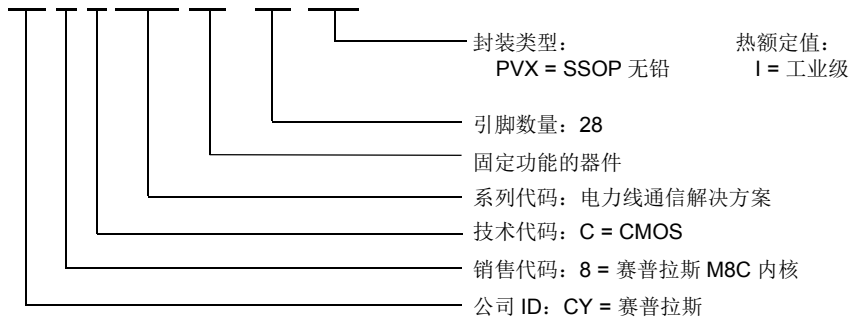 封装类型： 热额定值：
PVX = SSOP 无铅 I = 工业级
引脚数量：28
固定功能的器件
系列代码：电力线通信解决方案
技术代码：C = CMOS
销售代码：8 = 赛普拉斯 M8C 内核
公司 ID：CY = 赛普拉斯